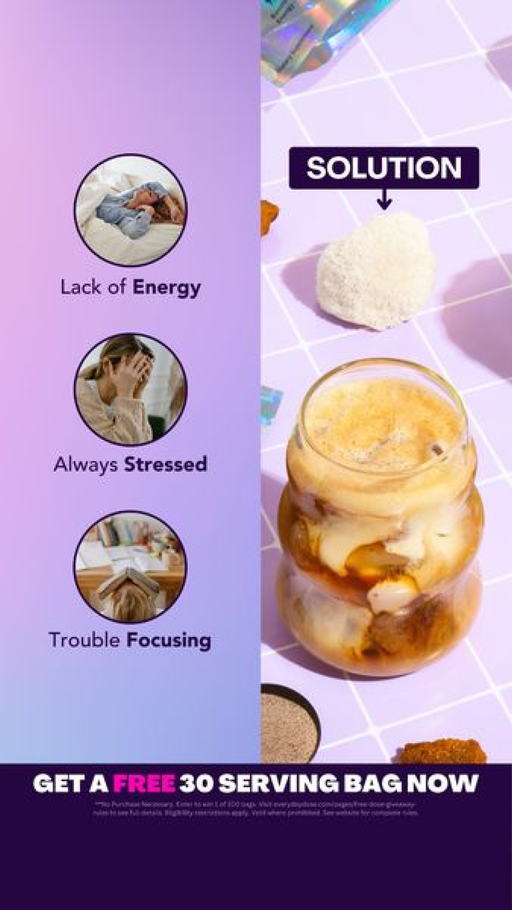 Energy
SOLUTION
Lack of Energy
Always Stressed
Trouble Focusing
GET A FREE 30 SERVING BAG NOW
**No Purchase Necessary. Enter to win 1 of 500 bags. Visit everydaydose.com/pages/free-dose-giveaway-
rules to see full details. Eligibility restrictions apply. Void where prohibited. See website for complete rules.